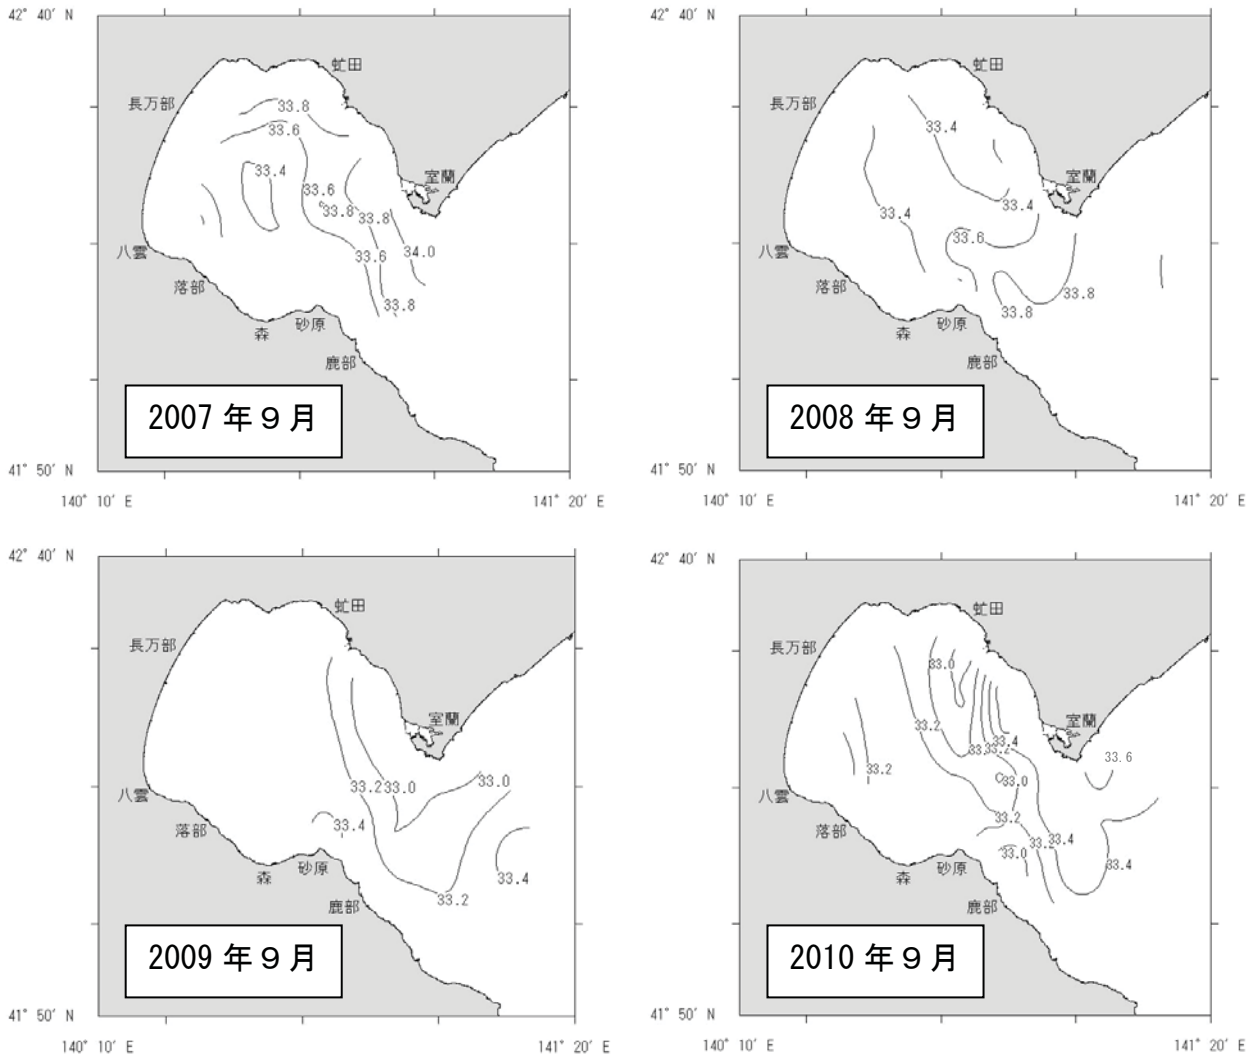 42° 40′ N
虻田
長万部
33.8
33.6
33.4
室蘭
33.6
33.8
33.8
34.0
八雲
33.6
落部
33.8
砂原
森
鹿部
2007 年９月
41° 50′ N
140° 10′ E
141° 20′ E
42° 40′ N
虻田
長万部
33.4
室蘭
33.4
33.4
33.6
八雲
落部
33.8
33.8
砂原
森
鹿部
2008 年９月
41° 50′ N
140° 10′ E
141° 20′ E
42° 40′ N
虻田
長万部
室蘭
33.0
33.2
33.0
八雲
33.4
落部
砂原
森
33.4
33.2
鹿部
2009 年９月
41° 50′ N
140° 10′ E
141° 20′ E
42° 40′ N
虻田
長万部
33.0
室蘭
33.2
33.4
33.2
33.6
33.2
33.0
八雲
33.2
落部
33.4
33.0
33.4
砂原
森
鹿部
2010 年９月
41° 50′ N
140° 10′ E
141° 20′ E